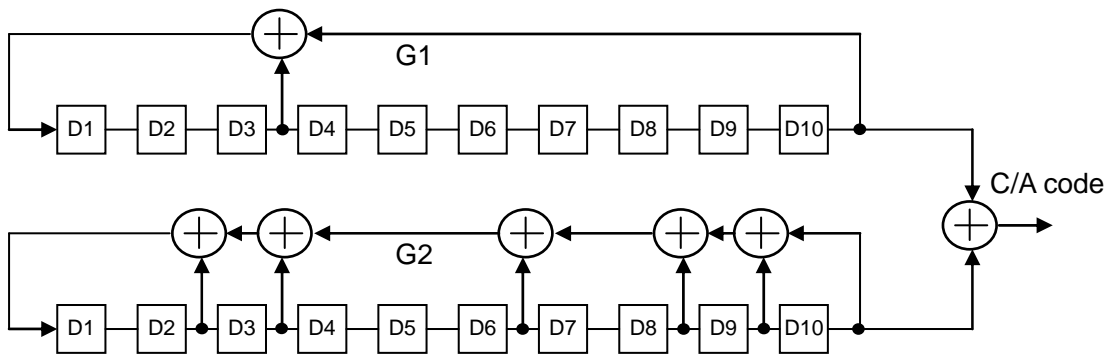 G1
D1 D2 D3 D4 D5 D6 D7 D8 D9 D10
C/A code
G2
D1 D2 D3 D4 D5 D6 D7 D8 D9 D10